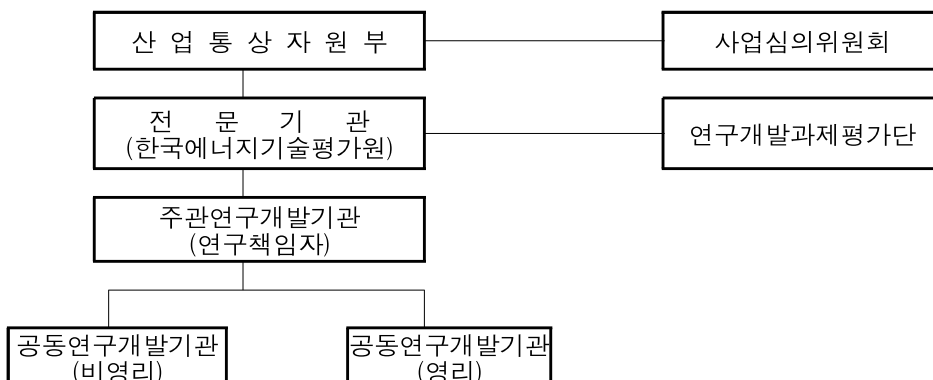 산 업 통 상 자 원 부
사업심의위원회
전 문 기 관
(한국에너지기술평가원)
연구개발과제평가단
주관연구개발기관
(연구책임자)
공동연구개발기관
(비영리)
공동연구개발기관
(영리)